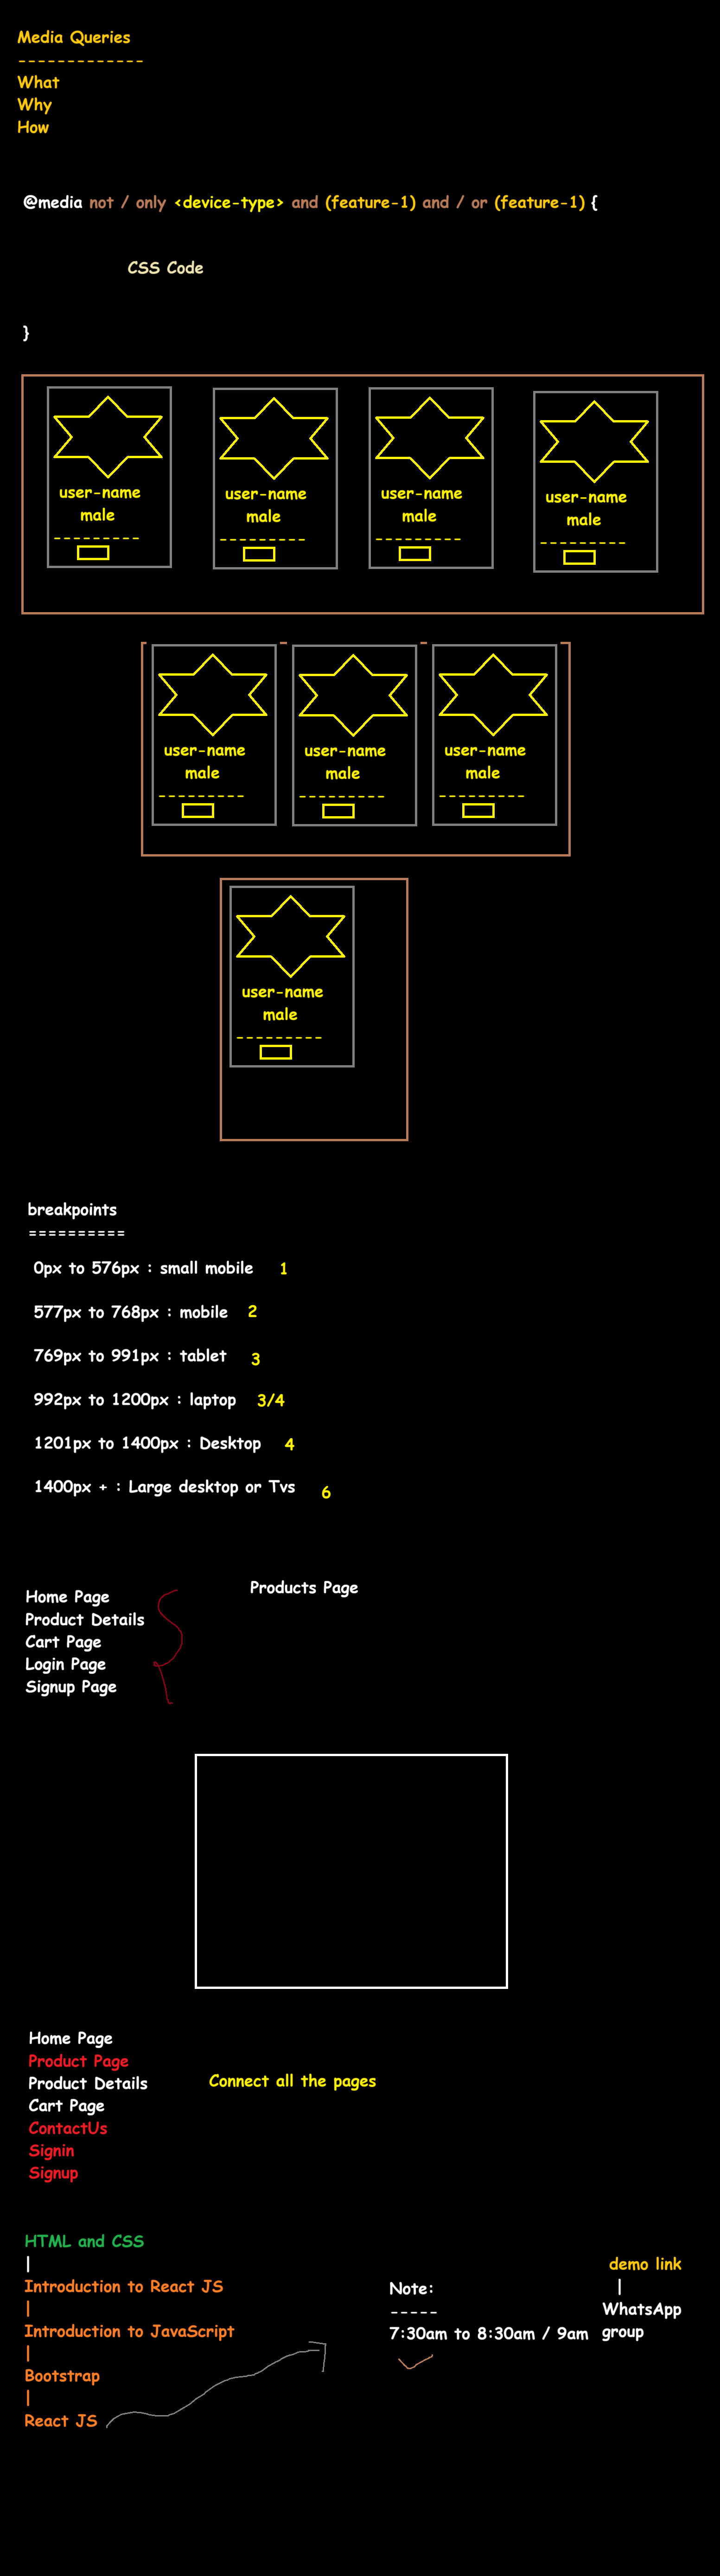 Media Queries
-------------
What
Why
How
@media not / only <device-type> and (feature-1) and / or (feature-1) {
CSS Code
}
user-name user-name user-name user-name
male male male male
---------- ---------- ---------- ----------
user-name user-name user-name
male male male
---------- ---------- ----------
user-name
male
----------
breakpoints
==========
0px to 576px : small mobile 1
577px to 768px : mobile 2
769px to 991px : tablet 3
992px to 1200px : laptop 3/4
1201px to 1400px : Desktop 4
1400px + : Large desktop or Tvs 6
Products Page
Home Page
Product Details
Cart Page
Login Page
Signup Page
Home Page
Product Page
Product Details
Cart Page
ContactUs
Signin
Signup
Connect all the pages
HTML and CSS
|
Introduction to React JS
|
Introduction to JavaScript
|
Bootstrap
|
React JS
Note:
-----
7:30am to 8:30am / 9am
demo link
|
WhatsApp
group